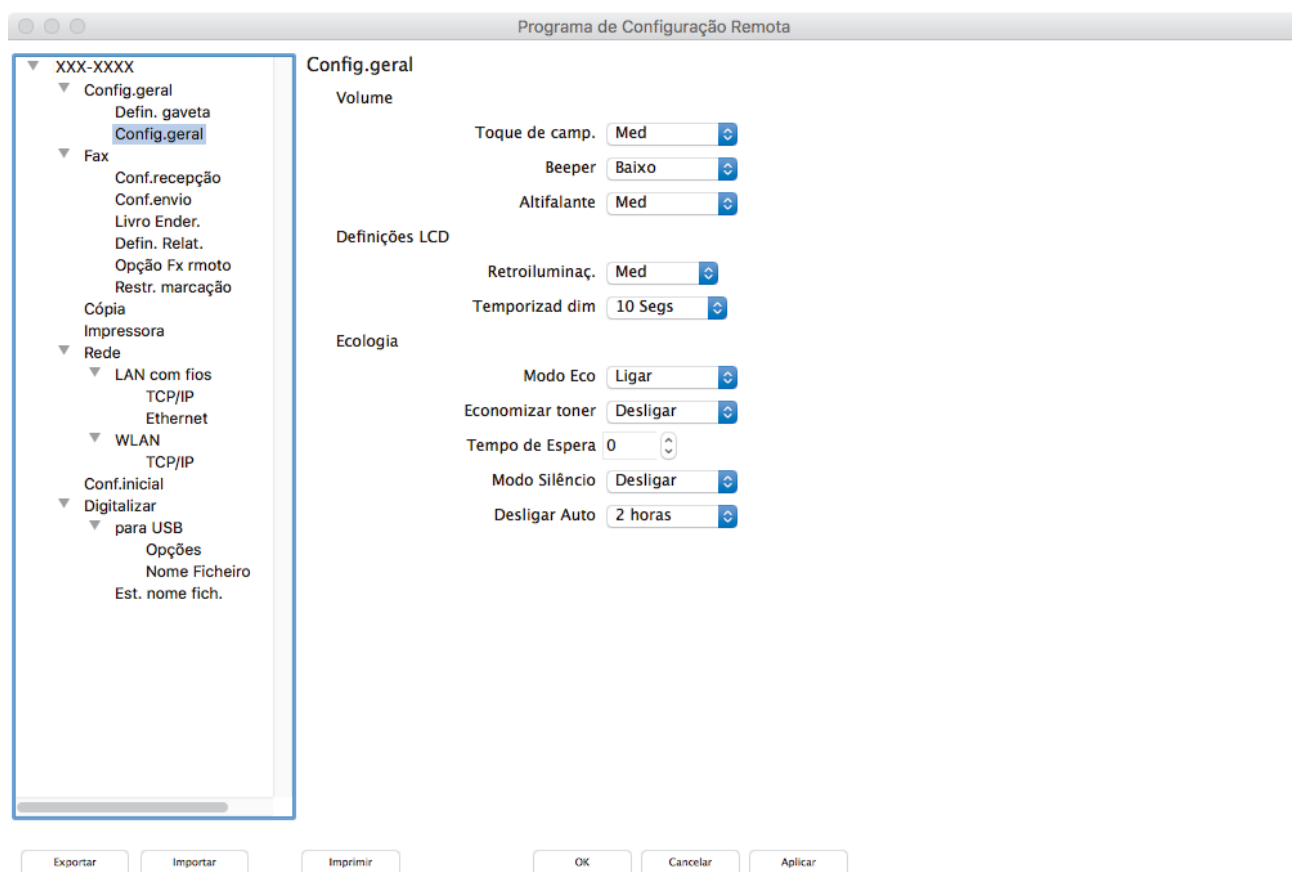 Programa de Configuração Remota
XXX-XXXX
Config.geral
Defin. gaveta
Config.geral
Fax
Conf.recepção
Conf.envio
Livro Ender.
Defin. Relat.
Opção Fx rmoto
Restr. marcação
Cópia
Impressora
Rede
LAN com fios
TCP/IP
Ethernet
WLAN
TCP/IP
Conf.inicial
Digitalizar
para USB
Opções
Nome Ficheiro
Est. nome fich.
Config.geral
Volume
Toque de camp. Med
Beeper Baixo
Altifalante Med
Definições LCD
Retroiluminaç. Med
Temporizad dim 10 Segs
Ecologia
Modo Eco Ligar
Economizar toner Desligar
Tempo de Espera 0
Modo Silêncio Desligar
Desligar Auto 2 horas
Exportar Importar Imprimir OK Cancelar Aplicar